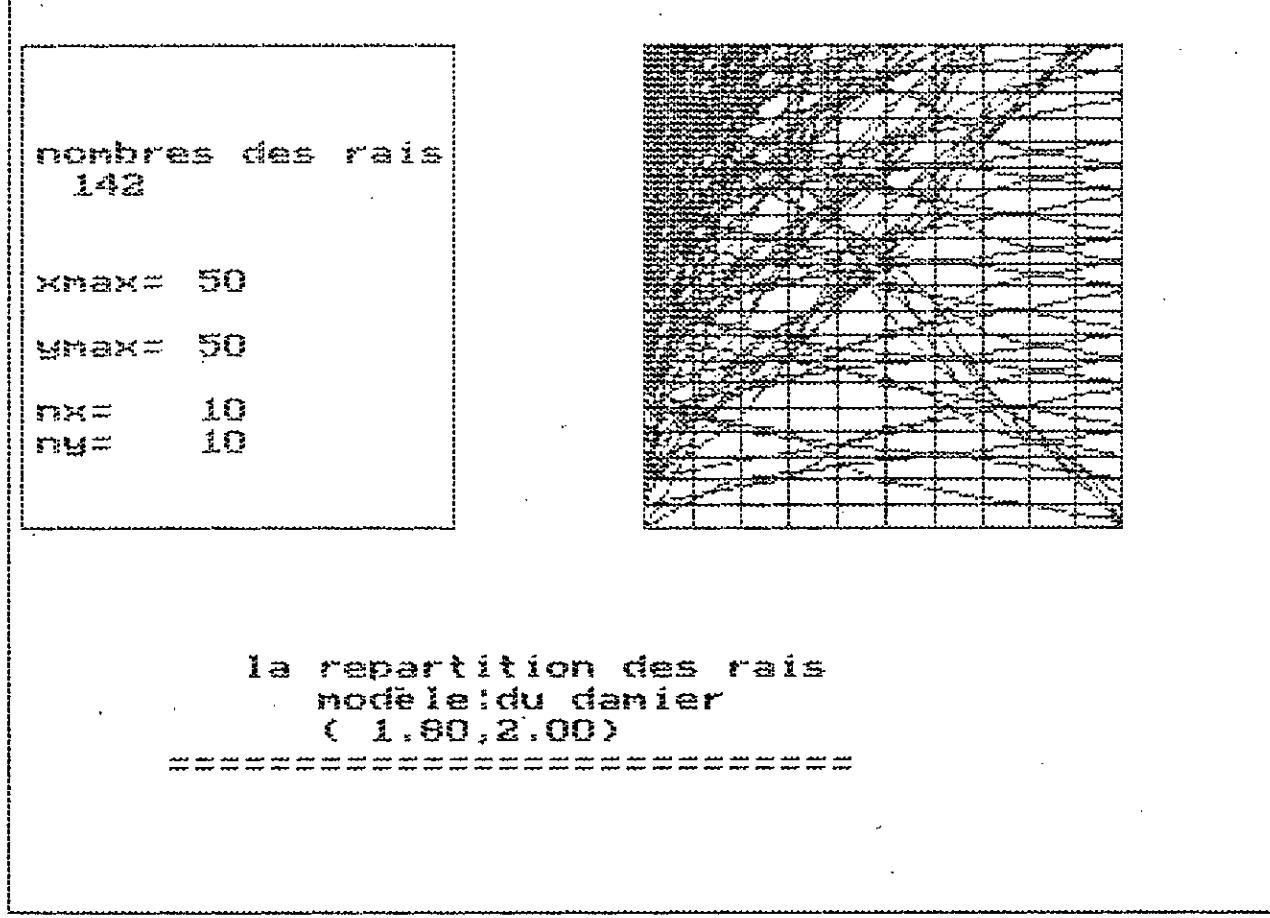 nombres des rais
142
xmax= 50
ymax= 50
nx= 10
ny= 10
la repartition des rais
modèle:du damier
( 1.80,2.00)
===========================